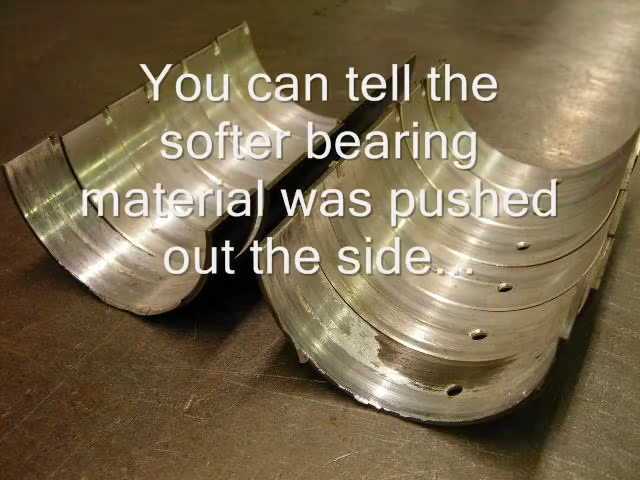 You can tell the
softer bearing
material was pushed
out the side...